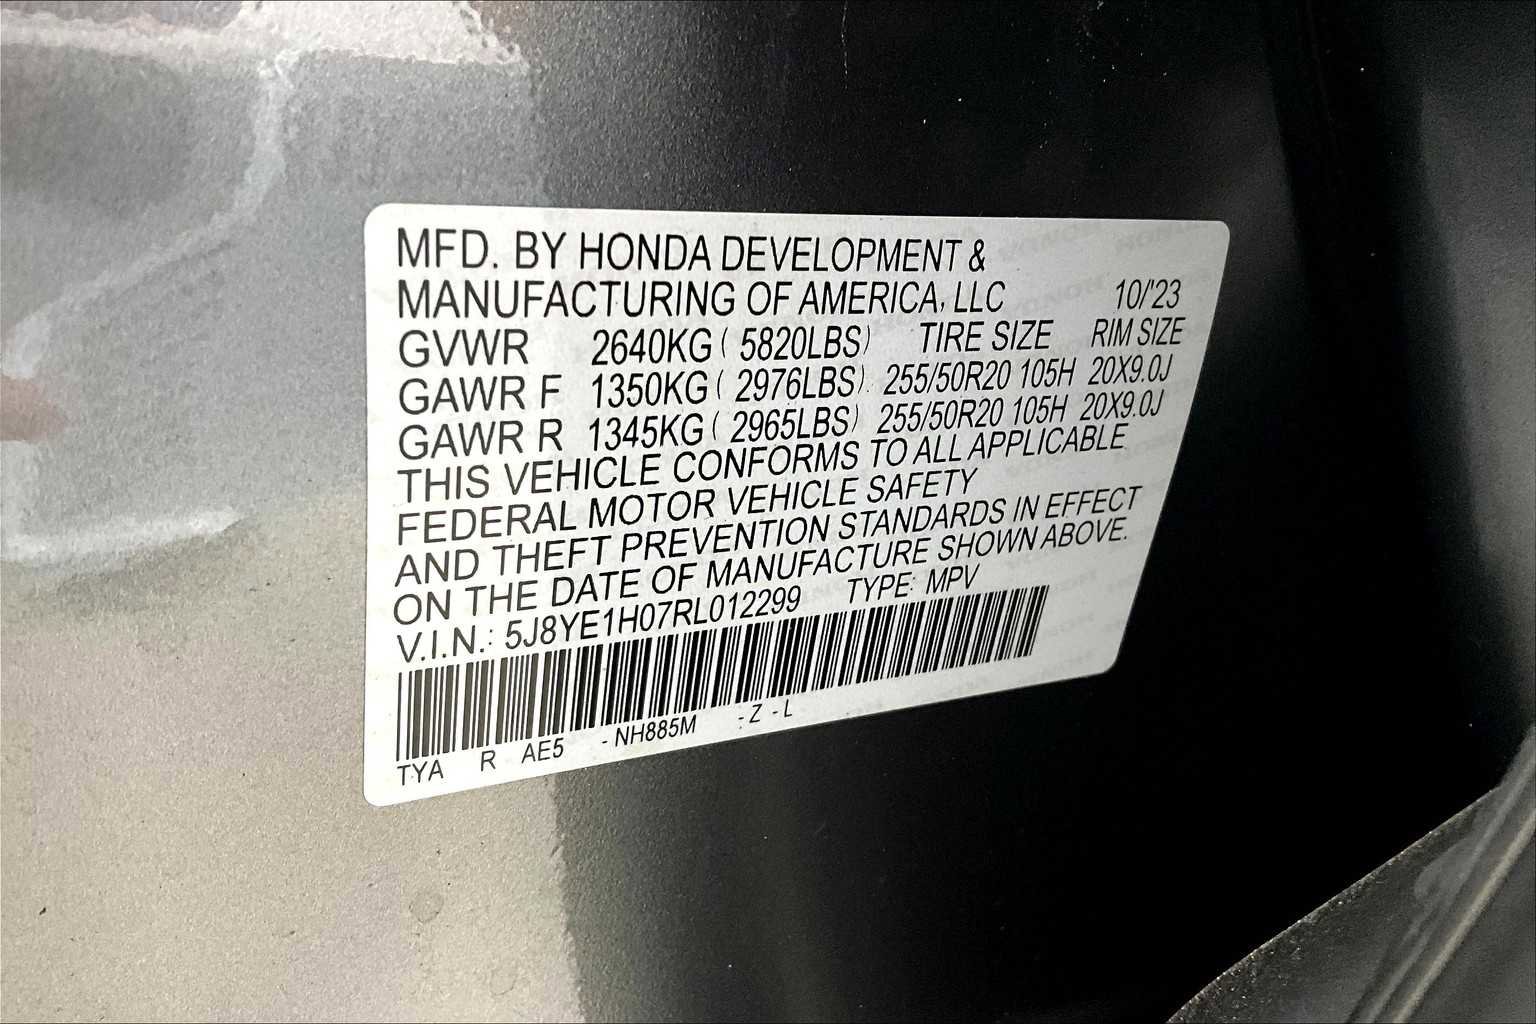 MFD. BY HONDA DEVELOPMENT &
MANUFACTURING OF AMERICA, LLC 10/'23
GVWR 2640KG ( 5820LBS) TIRE SIZE RIM SIZE
GAWR F 1350KG ( 2976LBS) 255/50R20 105H 20X9.0J
GAWR R 1345KG ( 2965LBS) 255/50R20 105H 20X9.0J
THIS VEHICLE CONFORMS TO ALL APPLICABLE
FEDERAL MOTOR VEHICLE SAFETY
AND THEFT PREVENTION STANDARDS IN EFFECT
ON THE DATE OF MANUFACTURE SHOWN ABOVE.
V.I.N.: 5J8YE1H07RL012299 TYPE: MPV
TYA R AE5 - NH885M - Z - L